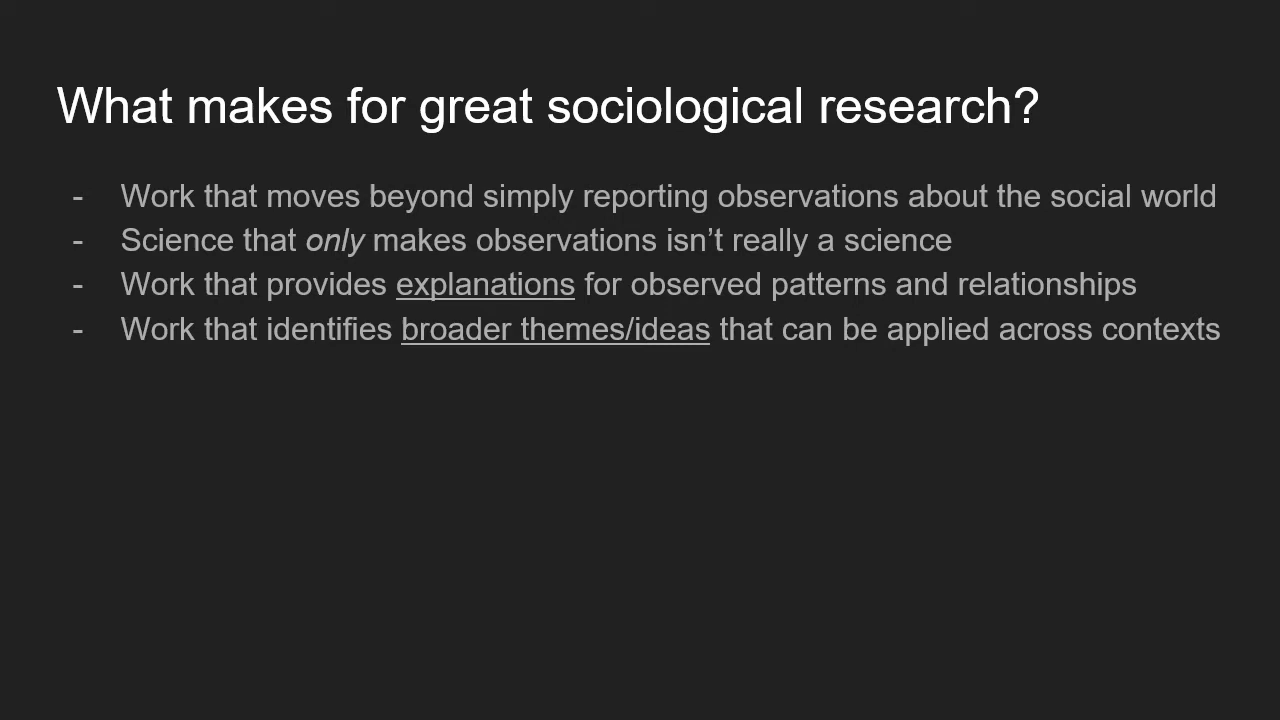 What makes for great sociological research?
- Work that moves beyond simply reporting observations about the social world
- Science that only makes observations isn’t really a science
- Work that provides explanations for observed patterns and relationships
- Work that identifies broader themes/ideas that can be applied across contexts